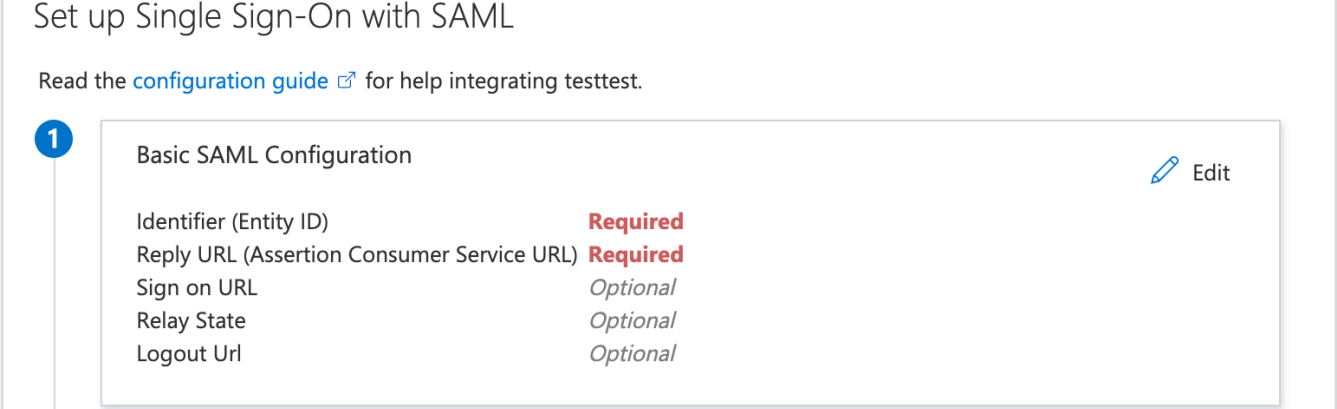 Set up Single Sign-On with SAML
Read the configuration guide for help integrating testtest.
1
Basic SAML Configuration
Edit
Identifier (Entity ID) Required
Reply URL (Assertion Consumer Service URL) Required
Sign on URL Optional
Relay State Optional
Logout Url Optional